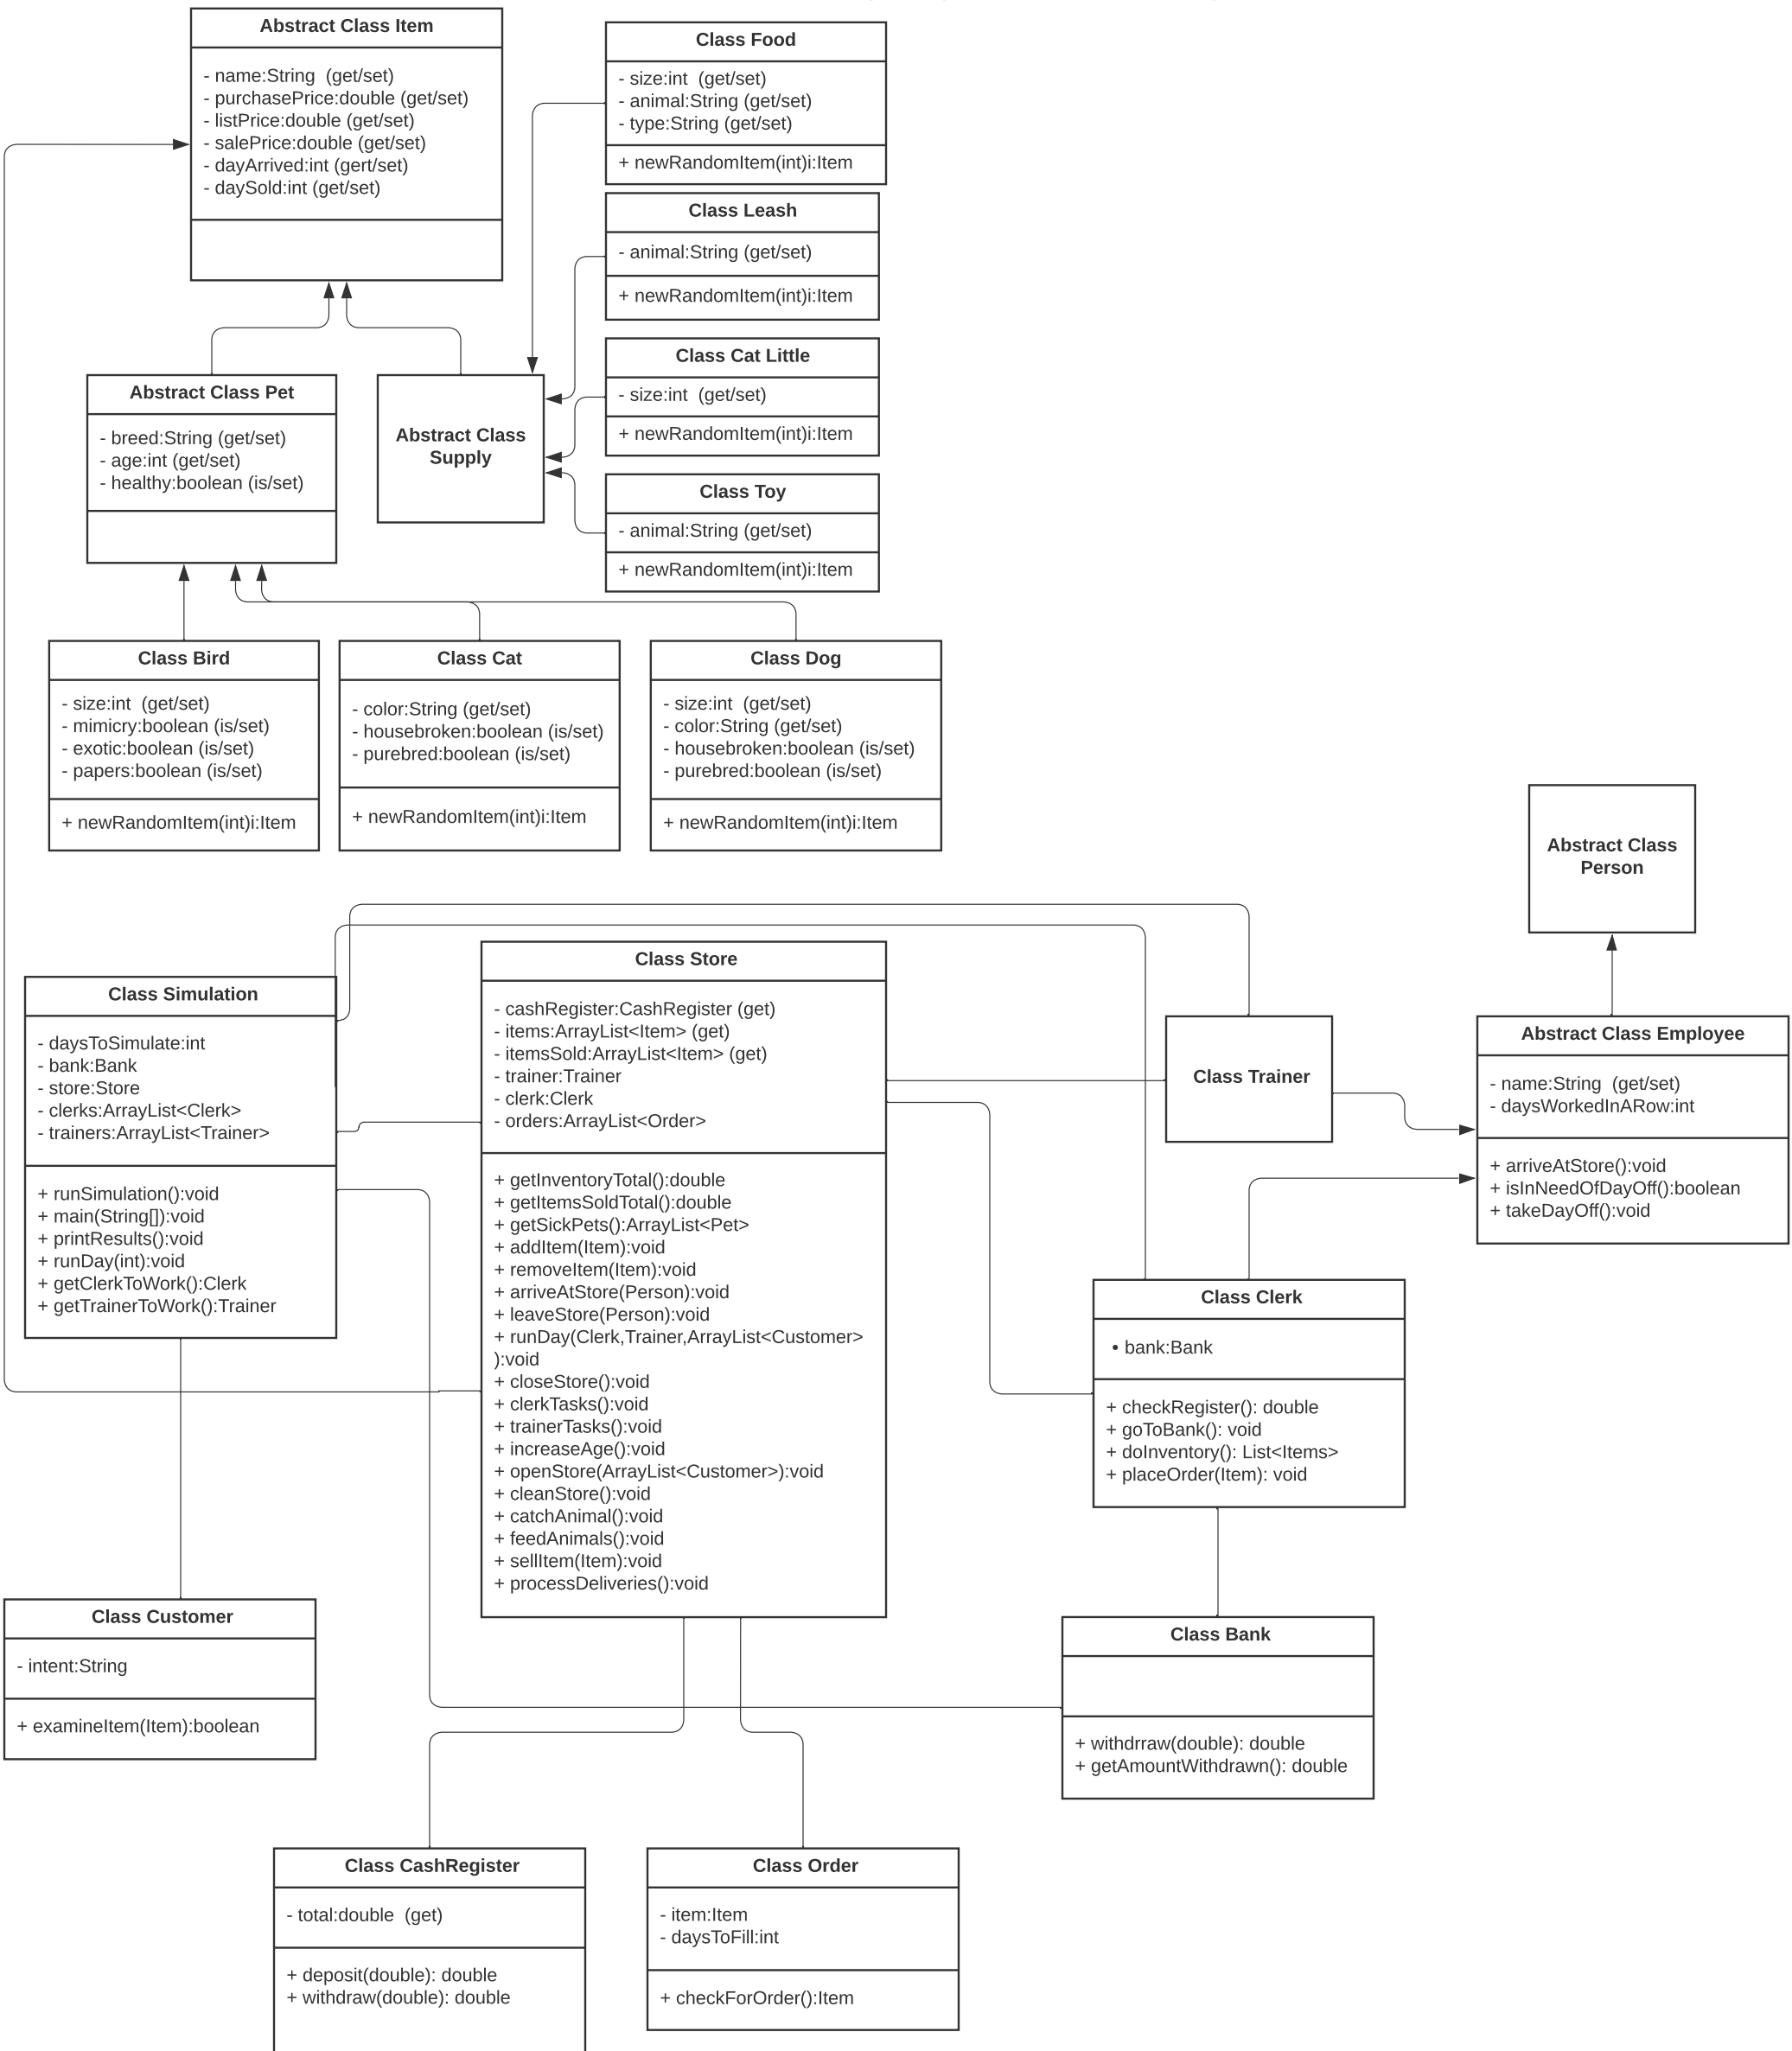 Abstract Class Item
- name:String  (get/set)
- purchasePrice:double (get/set)
- listPrice:double (get/set)
- salePrice:double (get/set)
- dayArrived:int (gert/set)
- daySold:int (get/set)
Class Food
- size:int  (get/set)
- animal:String (get/set)
- type:String (get/set)
+ newRandomItem(int)i:Item
Class Leash
- animal:String (get/set)
+ newRandomItem(int)i:Item
Class Cat Little
- size:int  (get/set)
+ newRandomItem(int)i:Item
Class Toy
- animal:String (get/set)
+ newRandomItem(int)i:Item
Abstract Class Pet
- breed:String (get/set)
- age:int (get/set)
- healthy:boolean (is/set)
Abstract Class
Supply
Class Bird
- size:int  (get/set)
- mimicry:boolean (is/set)
- exotic:boolean (is/set)
- papers:boolean (is/set)
+ newRandomItem(int)i:Item
Class Cat
- color:String (get/set)
- housebroken:boolean (is/set)
- purebred:boolean (is/set)
+ newRandomItem(int)i:Item
Class Dog
- size:int  (get/set)
- color:String (get/set)
- housebroken:boolean (is/set)
- purebred:boolean (is/set)
+ newRandomItem(int)i:Item
Abstract Class
Person
Class Simulation
- daysToSimulate:int
- bank:Bank
- store:Store
- clerks:ArrayList<Clerk>
- trainers:ArrayList<Trainer>
+ runSimulation():void
+ main(String[]):void
+ printResults():void
+ runDay(int):void
+ getClerkToWork():Clerk
+ getTrainerToWork():Trainer
Class Store
- cashRegister:CashRegister (get)
- items:ArrayList<Item> (get)
- itemsSold:ArrayList<Item> (get)
- trainer:Trainer
- clerk:Clerk
- orders:ArrayList<Order>
+ getInventoryTotal():double
+ getItemsSoldTotal():double
+ getSickPets():ArrayList<Pet>
+ addItem(Item):void
+ removeItem(Item):void
+ arriveAtStore(Person):void
+ leaveStore(Person):void
+ runDay(Clerk,Trainer,ArrayList<Customer>
):void
+ closeStore():void
+ clerkTasks():void
+ trainerTasks():void
+ increaseAge():void
+ openStore(ArrayList<Customer>):void
+ cleanStore():void
+ catchAnimal():void
+ feedAnimals():void
+ sellItem(Item):void
+ processDeliveries():void
Class Trainer
Abstract Class Employee
- name:String  (get/set)
- daysWorkedInARow:int
+ arriveAtStore():void
+ isInNeedOfDayOff():boolean
+ takeDayOff():void
Class Clerk
• bank:Bank
+ checkRegister(): double
+ goToBank(): void
+ doInventory(): List<Items>
+ placeOrder(Item): void
Class Customer
- intent:String
+ examineItem(Item):boolean
Class Bank
+ withdrraw(double): double
+ getAmountWithdrawn(): double
Class CashRegister
- total:double  (get)
+ deposit(double): double
+ withdraw(double): double
Class Order
- item:Item
- daysToFill:int
+ checkForOrder():Item